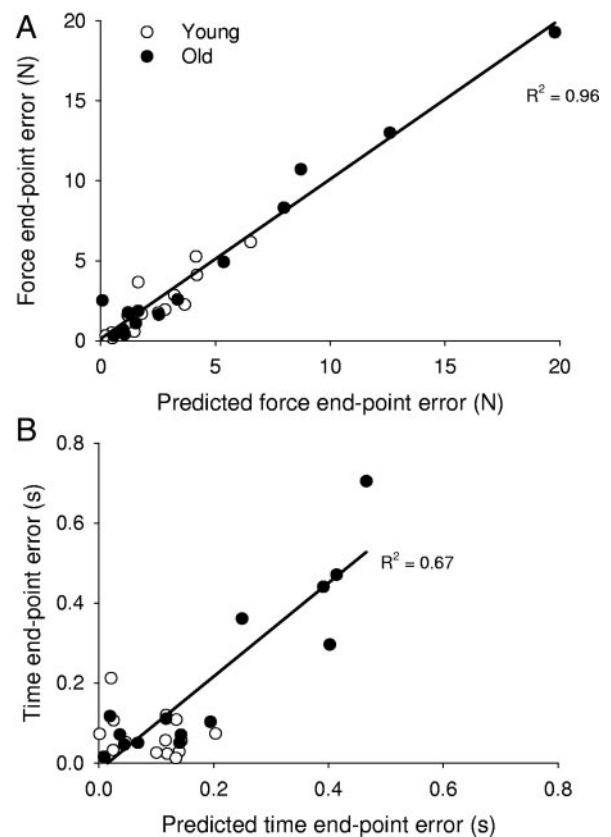 A
Young
Old
20
15
10
5
0
Force end-point error (N)
R² = 0.96
0 5 10 15 20
Predicted force end-point error (N)
B
0.8
0.6
0.4
0.2
0.0
Time end-point error (s)
R² = 0.67
0.0 0.2 0.4 0.6 0.8
Predicted time end-point error (s)